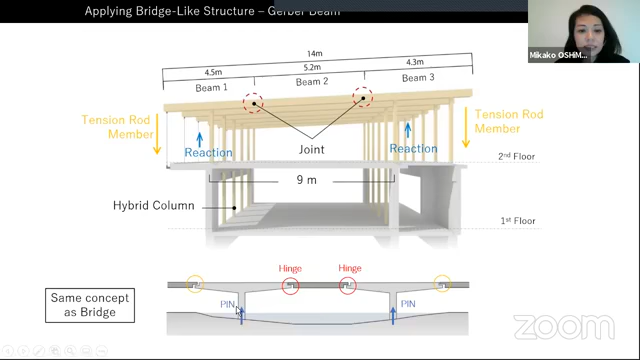 Applying Bridge-Like Structure – Gerber Beam
Mikako OSHIM...
14m
4.5m
5.2m
4.3m
Beam 1
Beam 2
Beam 3
Tension Rod
Member
Tension Rod
Member
Reaction
Joint
Reaction
2nd Floor
9 m
Hybrid Column
1st Floor
Hinge
Hinge
PIN
PIN
Same concept
as Bridge
zoom